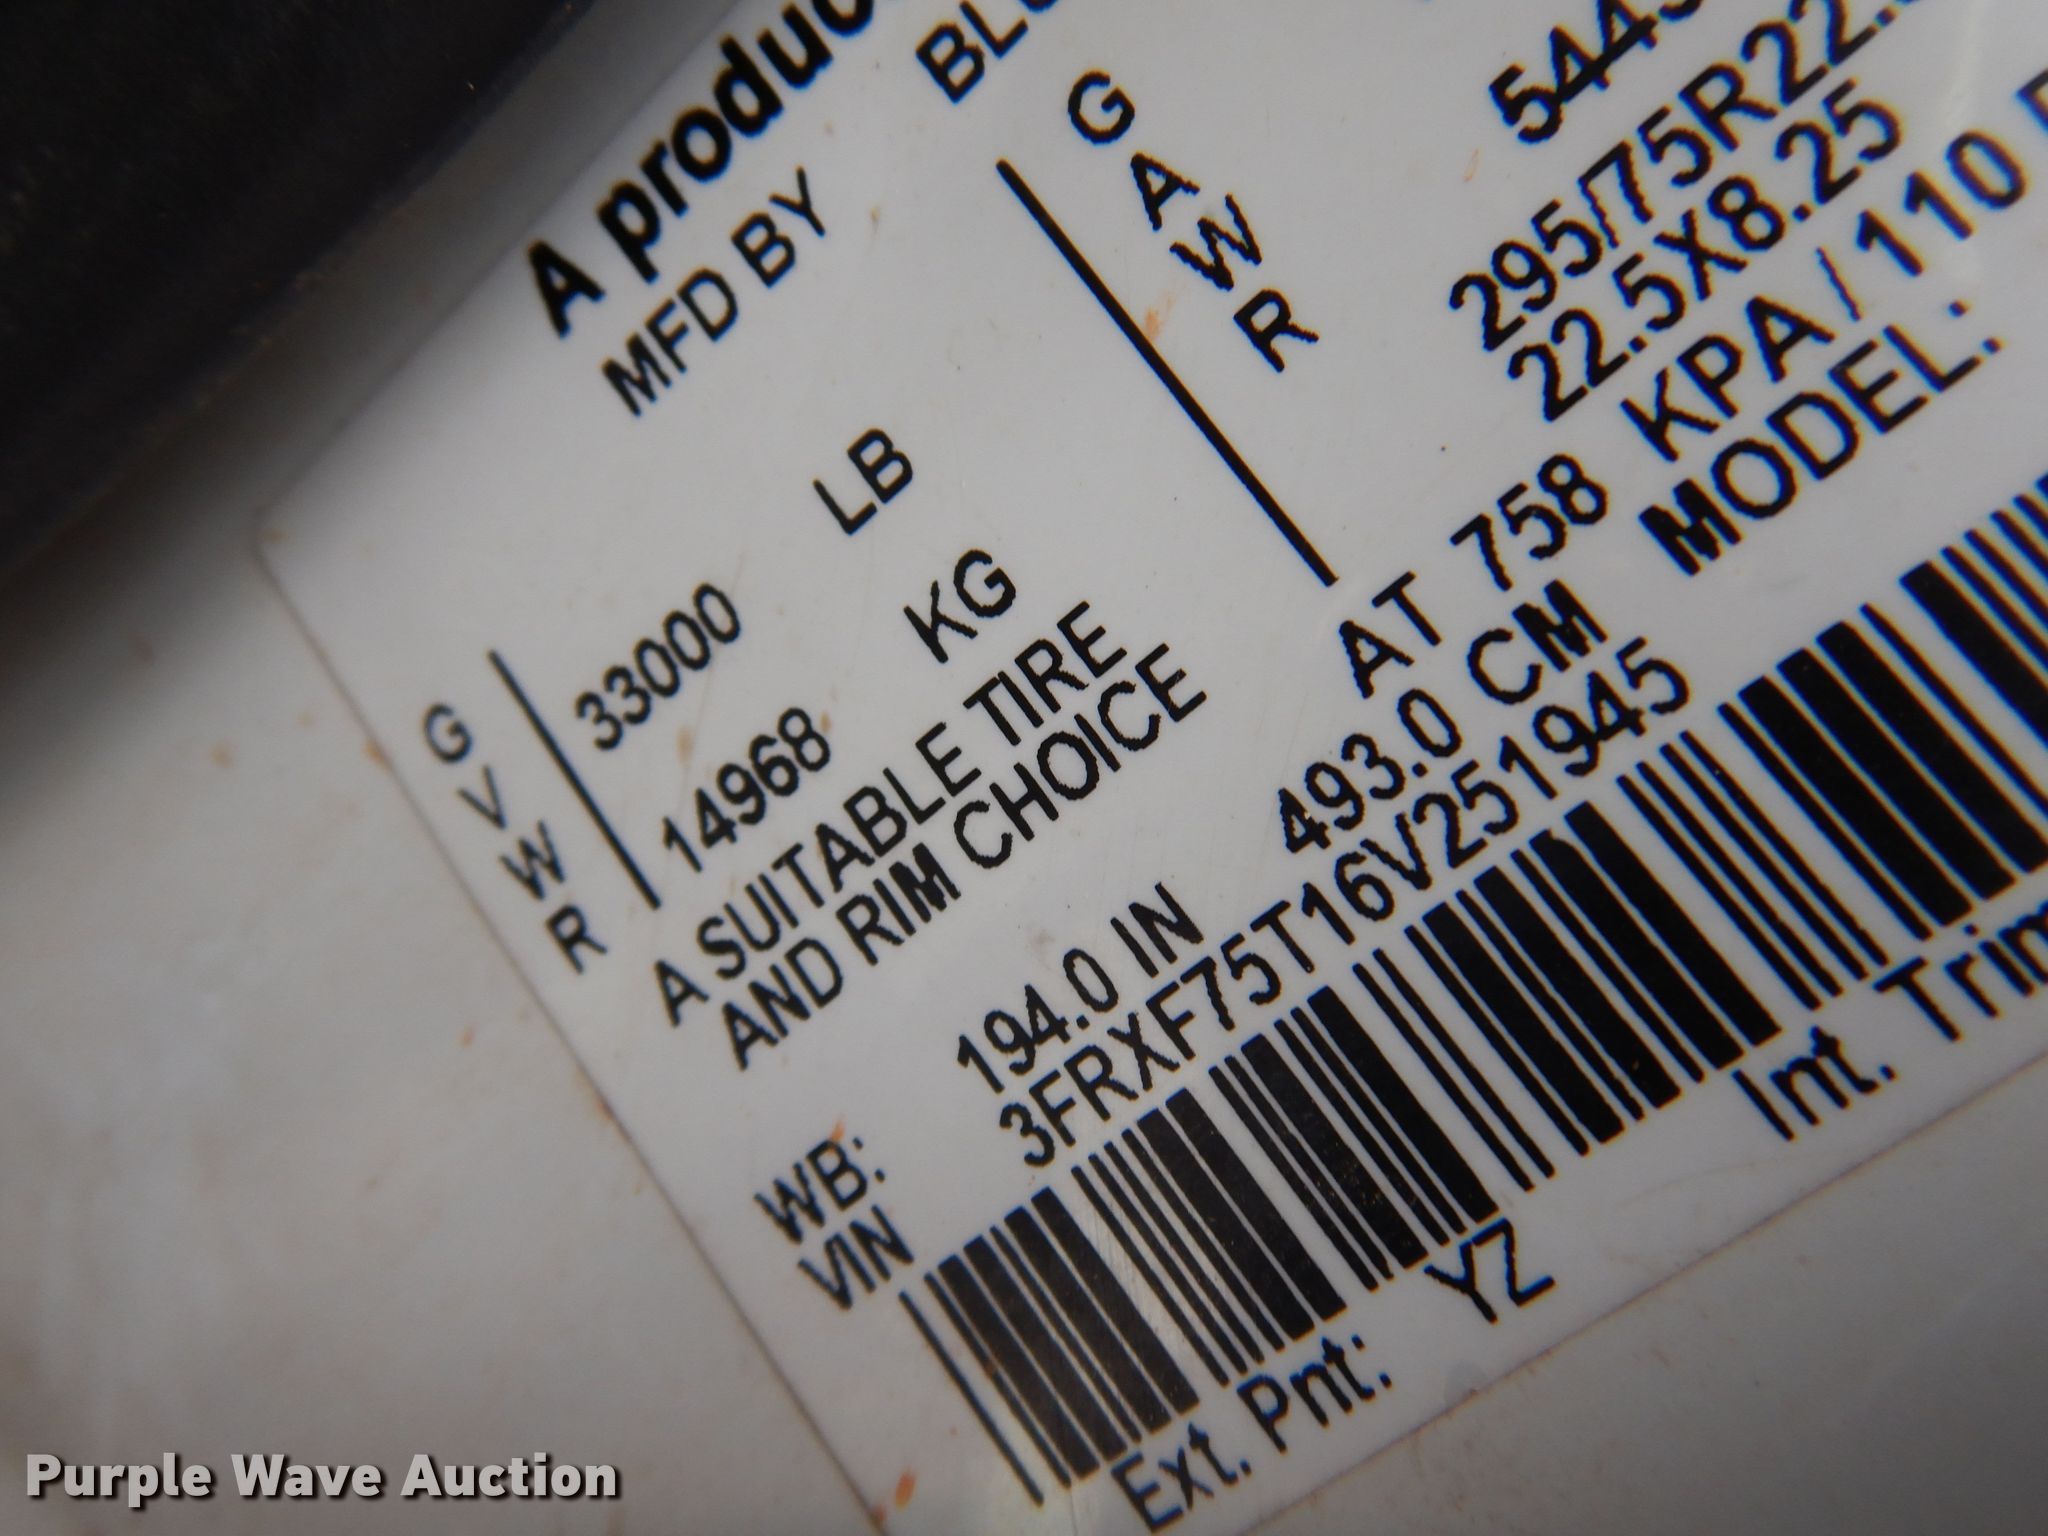 A produc
MFD BY
GVWR
33000 LB
14968 KG
A SUITABLE TIRE
AND RIM CHOICE
GAWR
295/75R22.
22.5X8.25
AT 758 KPA/110
WB: 194.0 IN 493.0 CM MODEL:
VIN 3FRXF75T16V251945
Ext. Pnt: YZ Int. Trim
Purple Wave Auction